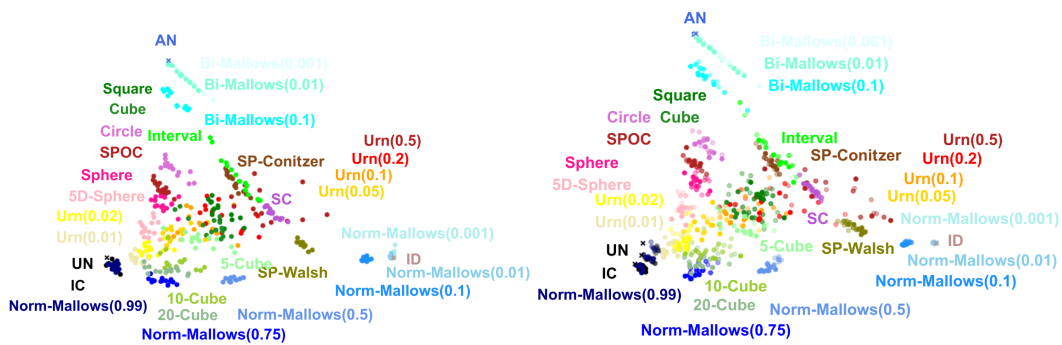 AN
Bi-Mallows(0.001)
Bi-Mallows(0.01)
Square
Cube
Bi-Mallows(0.1)
Circle
Interval
SPOC
Urn(0.5)
SP-Conitzer
Urn(0.2)
Sphere
Urn(0.1)
5D-Sphere
Urn(0.05)
SC
Urn(0.02)
Urn(0.01)
Norm-Mallows(0.001)
UN
5-Cube
ID
IC
SP-Walsh
Norm-Mallows(0.01)
Norm-Mallows(0.1)
Norm-Mallows(0.99)
10-Cube
20-Cube
Norm-Mallows(0.5)
Norm-Mallows(0.75)
AN
Bi-Mallows(0.001)
Bi-Mallows(0.01)
Bi-Mallows(0.1)
Square
Circle
Cube
SPOC
Interval
Urn(0.5)
SP-Conitzer
Urn(0.2)
Sphere
Urn(0.1)
5D-Sphere
Urn(0.05)
Urn(0.02)
Urn(0.01)
SC
Norm-Mallows(0.001)
5-Cube
SP-Walsh
ID
UN
Norm-Mallows(0.01)
IC
Norm-Mallows(0.1)
Norm-Mallows(0.99)
10-Cube
20-Cube
Norm-Mallows(0.5)
Norm-Mallows(0.75)